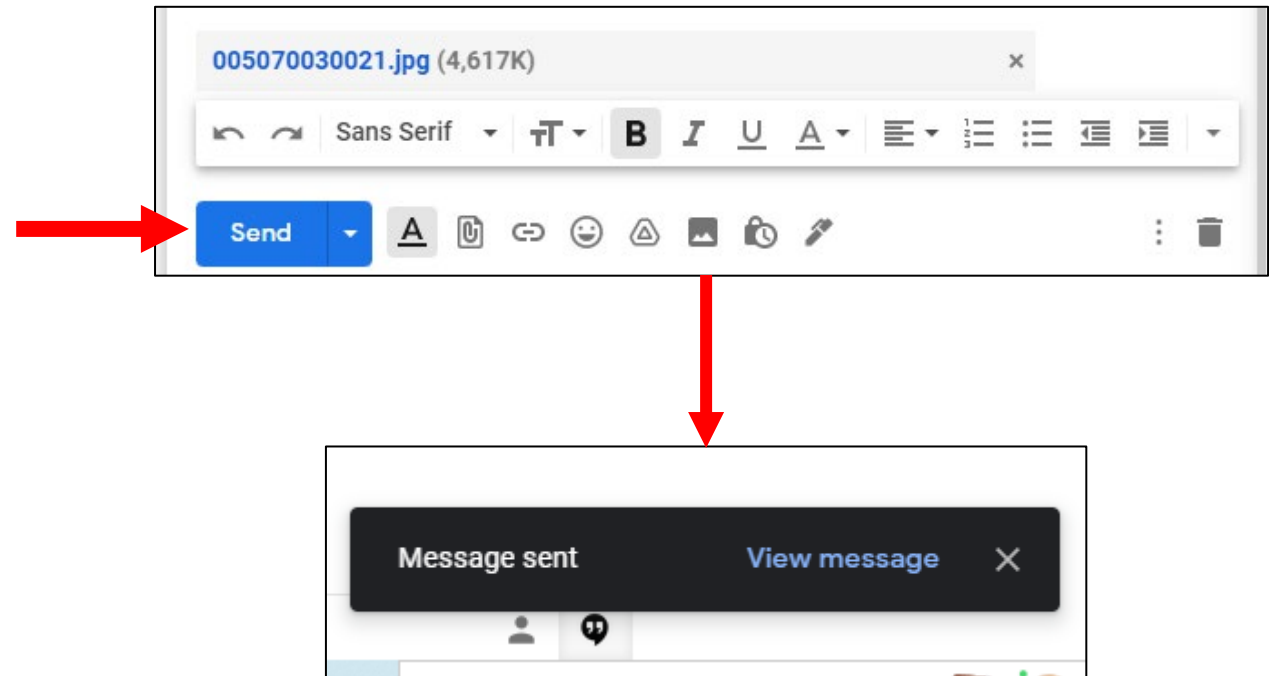 005070030021.jpg (4,617K)
Sans Serif
Send
Message sent View message